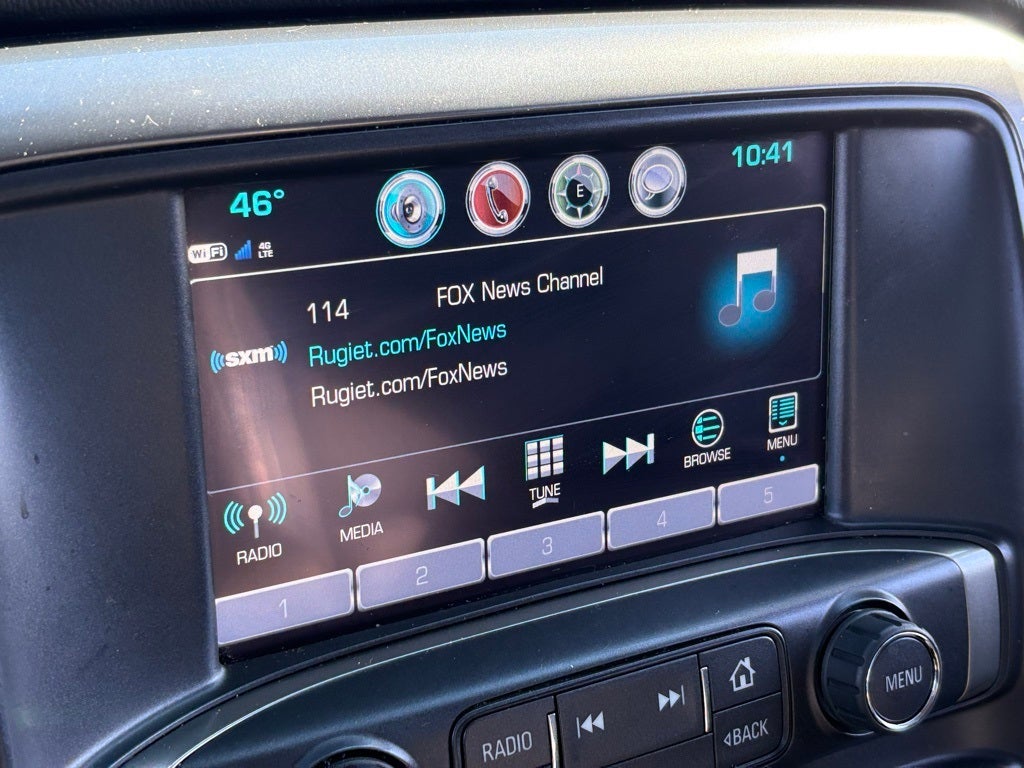 46°
10:41
WiFi
4G
LTE
E
114
FOX News Channel
((sxm))
Rugiet.com/FoxNews
Rugiet.com/FoxNews
RADIO
MEDIA
TUNE
BROWSE
MENU
1
2
3
4
5
RADIO
BACK
MENU